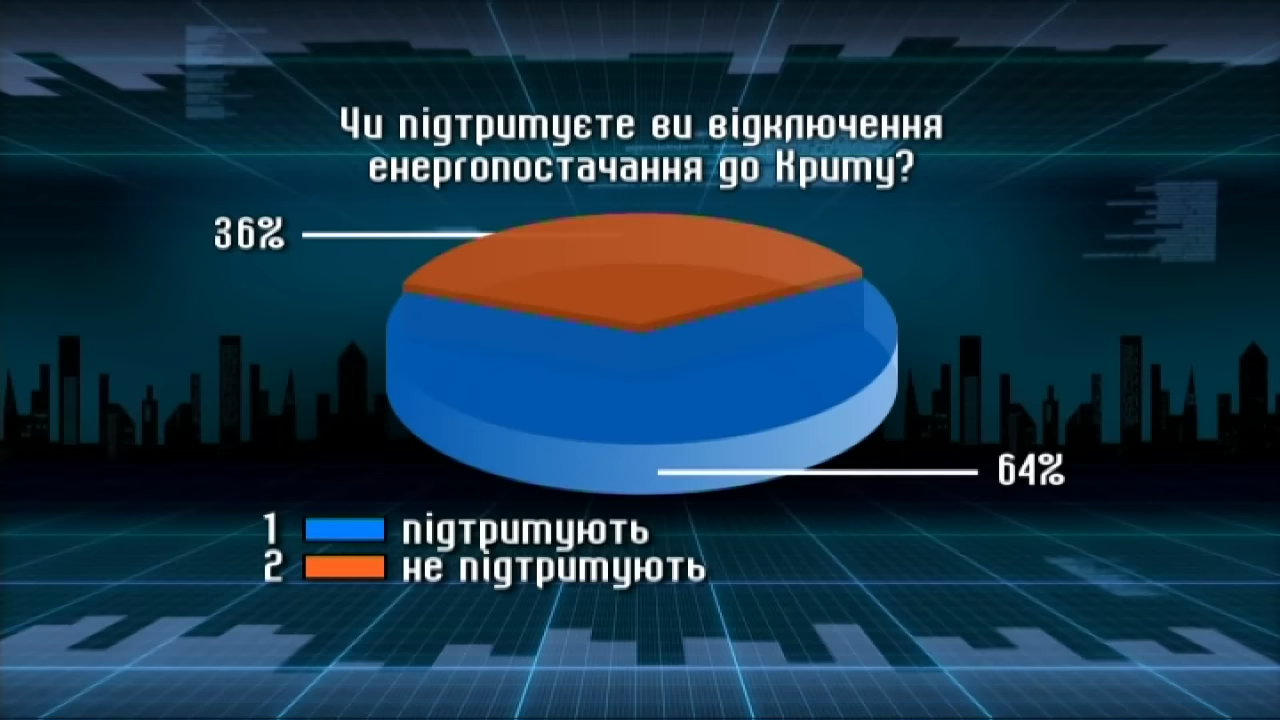 Чи підтримуєте ви відключення
енергопостачання до Криму?
36%
64%
1 підтримують
2 не підтримують